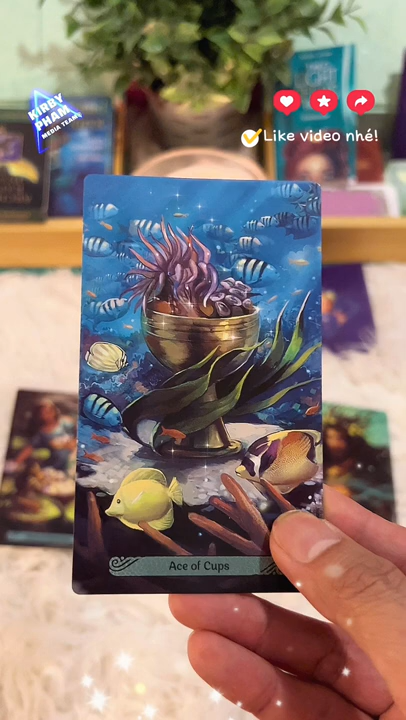 KIRBY
PHAM
MEDIA TEAM
Like video nhé!
Ace of Cups